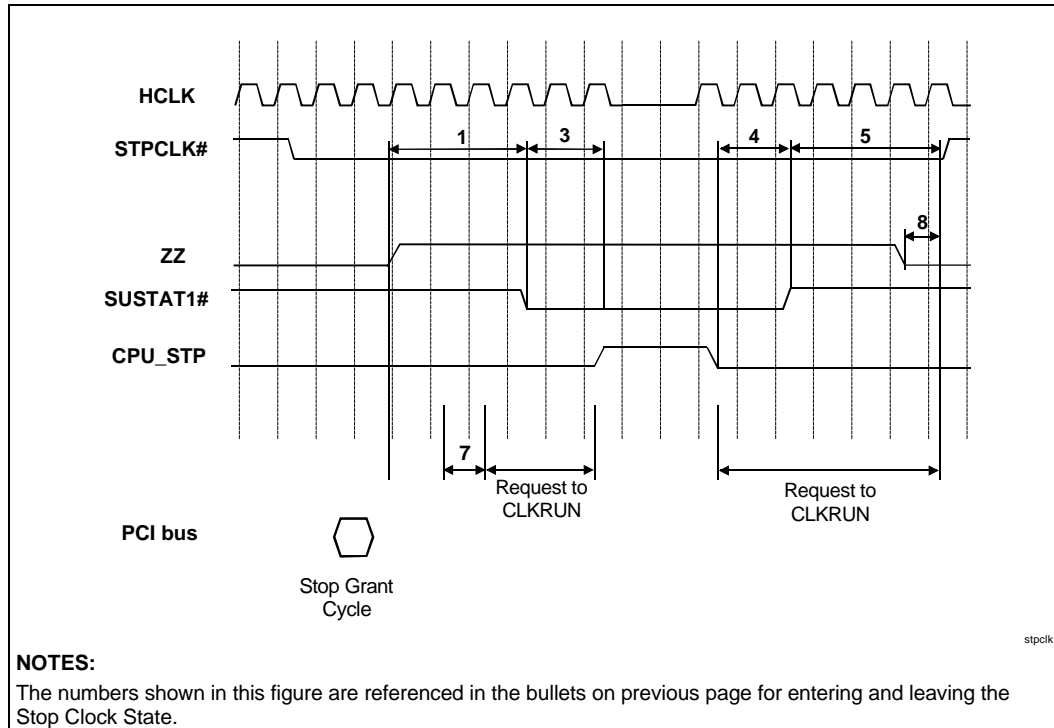 HCLK
STPCLK#
1
3
4
5
8
ZZ
SUSTAT1#
CPU_STP
7
Request to
CLKRUN
Request to
CLKRUN
PCI bus
Stop Grant
Cycle
stpclk
NOTES:
The numbers shown in this figure are referenced in the bullets on previous page for entering and leaving the
Stop Clock State.